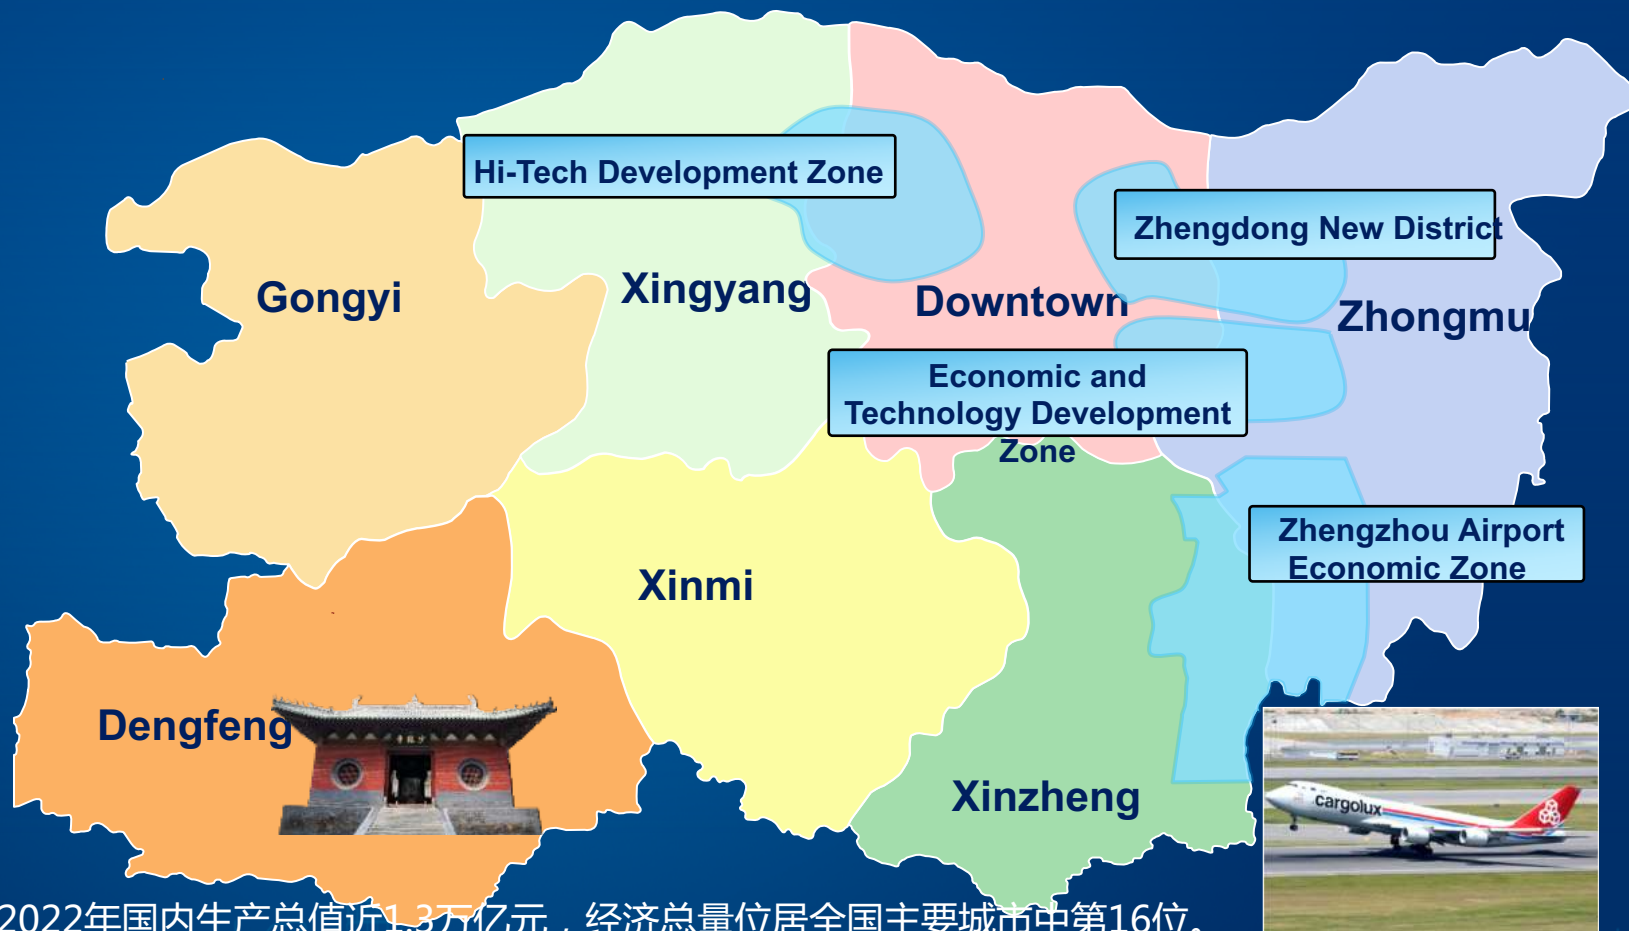 Hi-Tech Development Zone
Zhengdong New District
Gongyi
Xingyang
Downtown
Zhongmu
Economic and
Technology Development
Zone
Zhengzhou Airport
Economic Zone
Xinmi
Dengfeng
少林寺
Xinzheng
cargolux
2022年国内生产总值近1.3万亿元，经济总量位居全国主要城市中第16位。